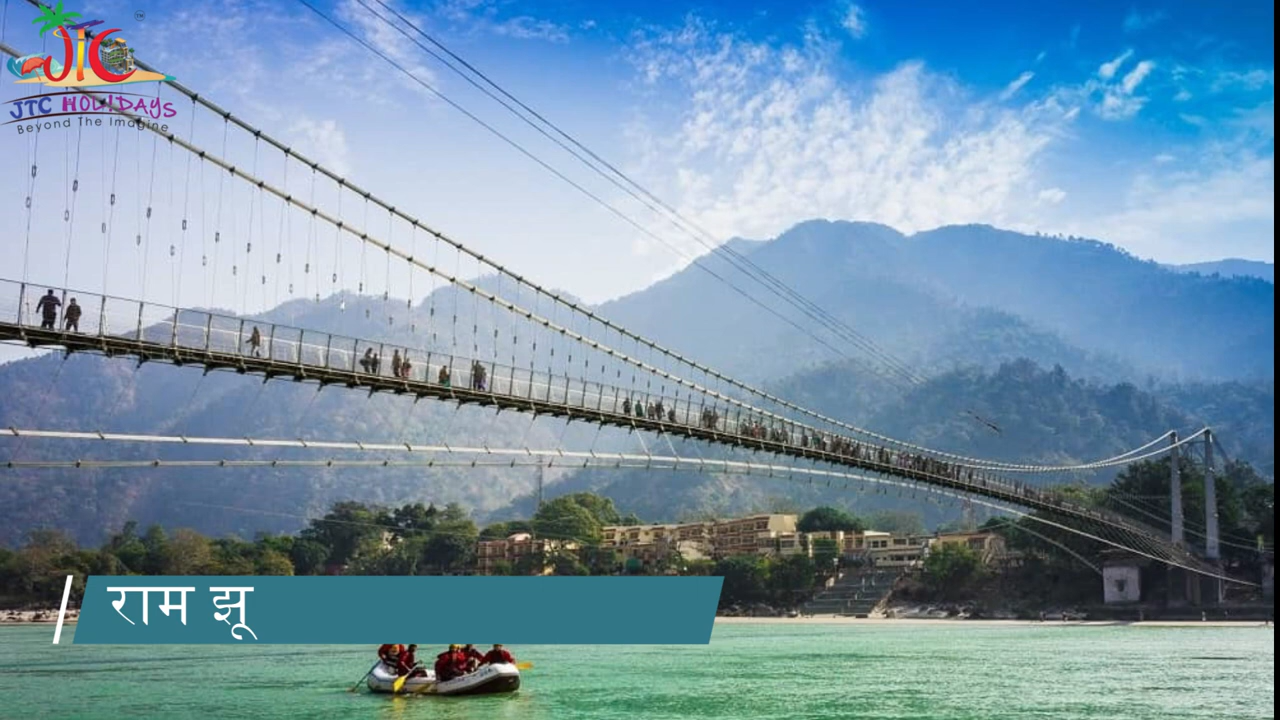 JTC
JTC HOLIDAYS
Beyond The Imagine
राम झू